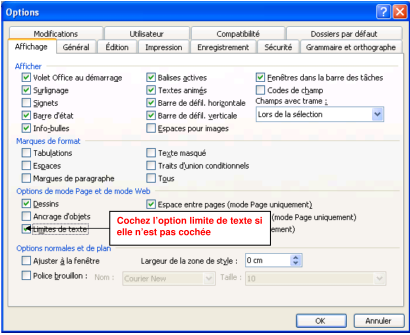 Options
Modifications Utilisateur Compatibilité Dossiers par défaut
Affichage Général Édition Impression Enregistrement Sécurité Grammaire et orthographe
Afficher
Volet Office au démarrage Balises actives Fenêtres dans la barre des tâches
Surlignage Textes animés Codes de champ
Signets Barre de défil. horizontale Champs avec trame :
Barre d'état Barre de défil. verticale Lors de la sélection
Info-bulles Espaces pour images
Marques de format
Tabulations Texte masqué
Espaces Traits d'union conditionnels
Marques de paragraphe Tous
Options de mode Page et de mode Web
Dessins Espace entre pages (mode Page uniquement)
Ancrage d'objets (mode Page uniquement)
Limites de texte
Cochez l'option limite de texte si
elle n'est pas cochée
Options normales et de plan
Ajuster à la fenêtre Largeur de la zone de style : 0 cm
Police brouillon : Nom : Courier New Taille : 10
OK Annuler